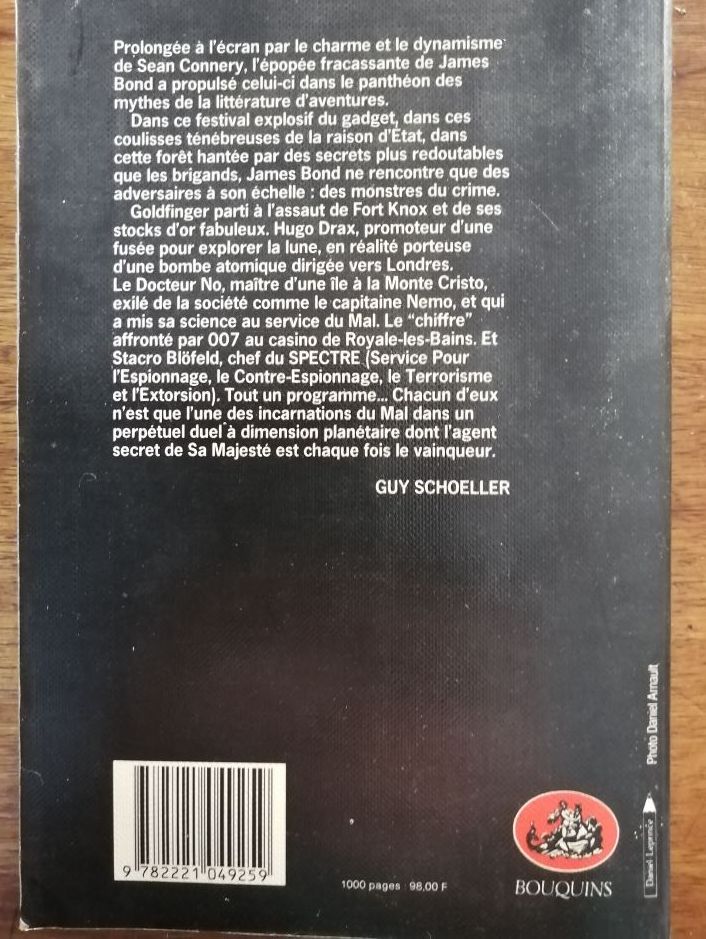 Prolongée à l'écran par le charme et le dynamisme
de Sean Connery, l'épopée fracassante de James
Bond a propulsé celui-ci dans le panthéon des
mythes de la littérature d'aventures.
Dans ce festival explosif du gadget, dans ces
coulisses ténébreuses de la raison d'État, dans
cette forêt hantée par des secrets plus redoutables
que les brigands, James Bond ne rencontre que des
adversaires à son échelle : des monstres du crime.
Goldfinger parti à l'assaut de Fort Knox et de ses
stocks d'or fabuleux. Hugo Drax, promoteur d'une
fusée pour explorer la lune, en réalité porteuse
d'une bombe atomique dirigée vers Londres.
Le Docteur No, maître d'une île à la Monte Cristo,
exilé de la société comme le capitaine Nemo, et qui
a mis sa science au service du Mal. Le "chiffre"
affronté par 007 au casino de Royale-les-Bains. Et
Stacro Blöfeld, chef du SPECTRE (Service Pour
l'Espionnage, le Contre-Espionnage, le Terrorisme
et l'Extorsion). Tout un programme... Chacun d'eux
n'est que l'une des incarnations du Mal dans un
perpétuel duel à dimension planétaire dont l'agent
secret de Sa Majesté est chaque fois le vainqueur.
GUY SCHOELLER
9 782221 049259
1000 pages : 98,00 F
BOUQUINS
Daniel Leprince
Photo Daniel Arnault